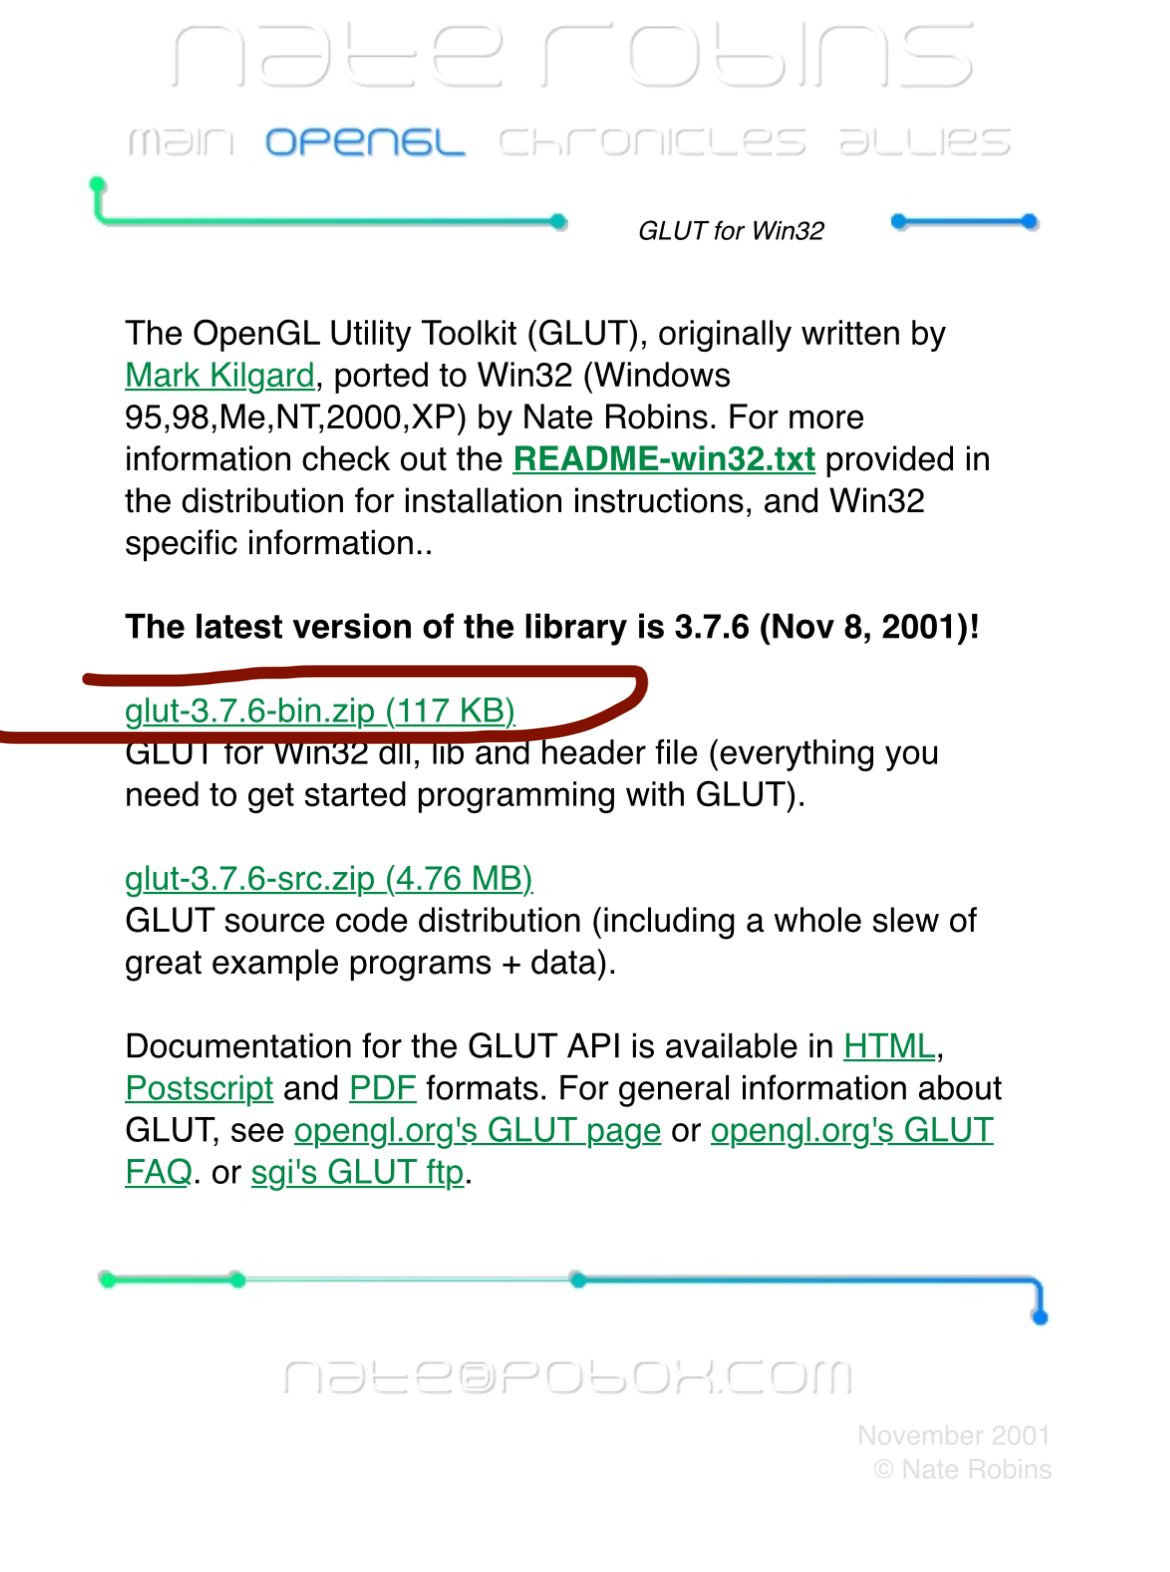 nate robins
main opengl chronicles allies
GLUT for Win32
The OpenGL Utility Toolkit (GLUT), originally written by
Mark Kilgard, ported to Win32 (Windows
95,98,Me,NT,2000,XP) by Nate Robins. For more
information check out the README-win32.txt provided in
the distribution for installation instructions, and Win32
specific information..
The latest version of the library is 3.7.6 (Nov 8, 2001)!
glut-3.7.6-bin.zip (117 KB)
GLUT for Win32 dll, lib and header file (everything you
need to get started programming with GLUT).
glut-3.7.6-src.zip (4.76 MB)
GLUT source code distribution (including a whole slew of
great example programs + data).
Documentation for the GLUT API is available in HTML,
Postscript and PDF formats. For general information about
GLUT, see opengl.org's GLUT page or opengl.org's GLUT
FAQ. or sgi's GLUT ftp.
nate@pobox.com
November 2001
© Nate Robins